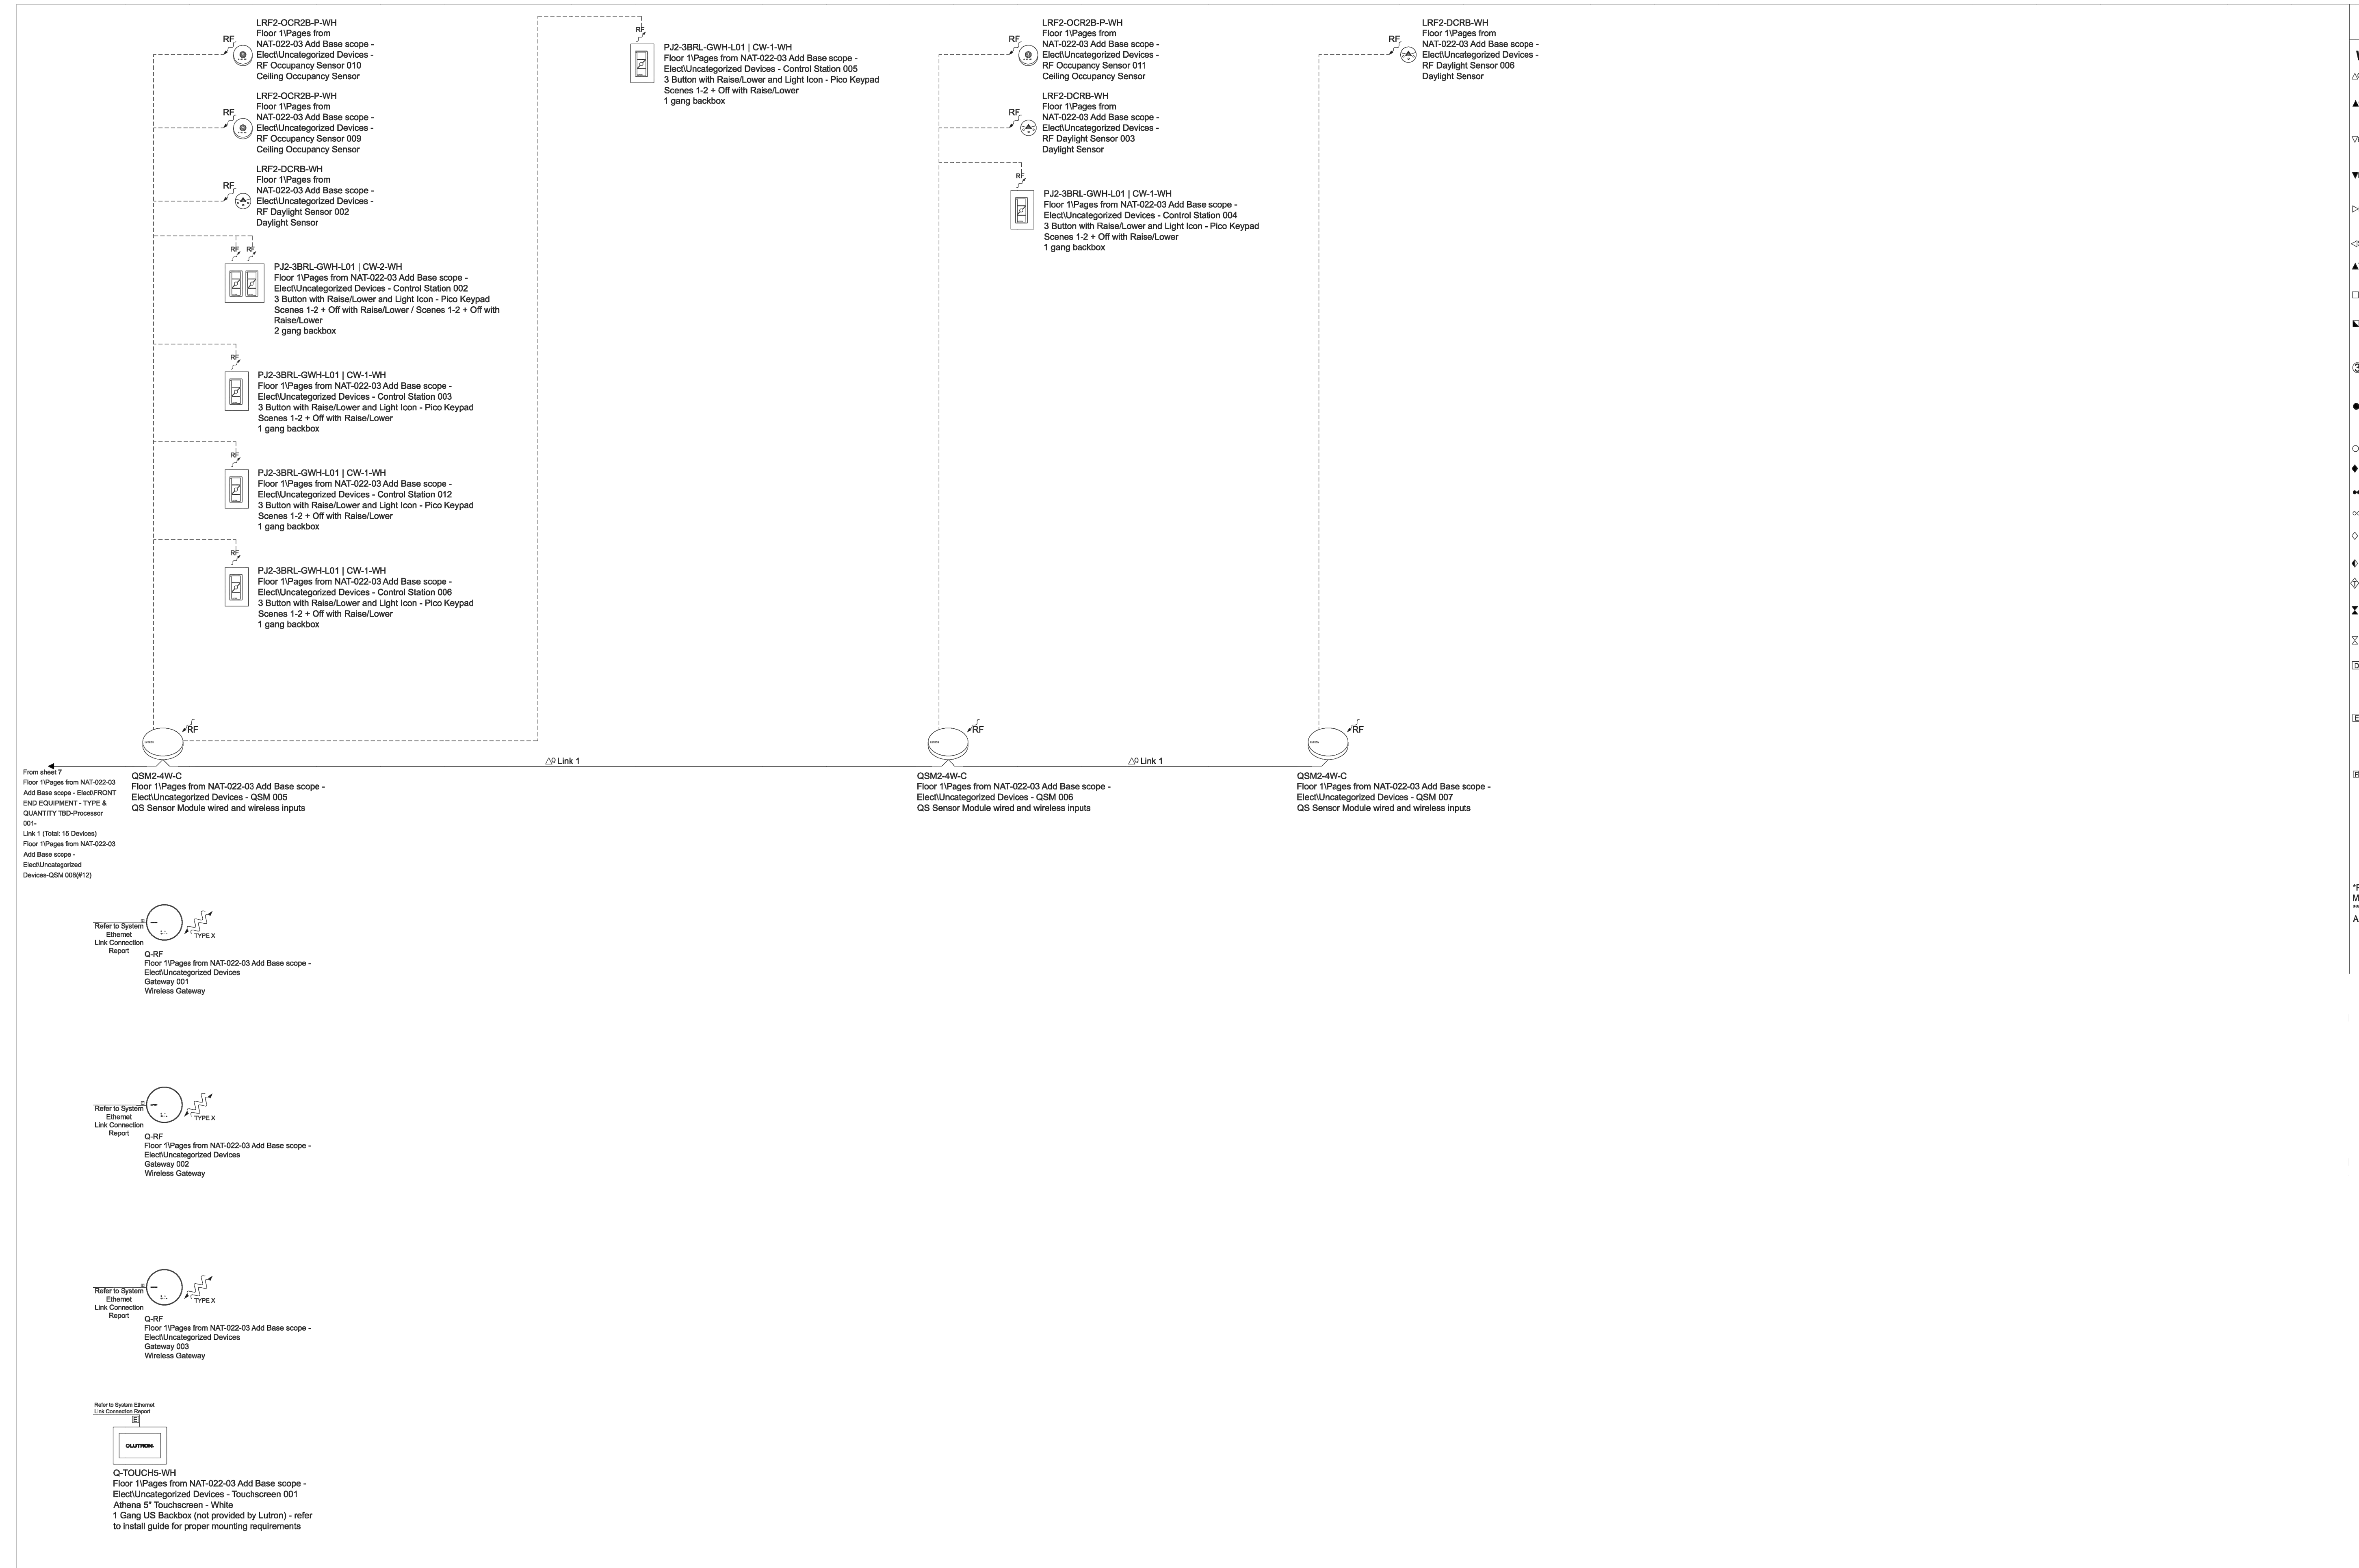 RF
LRF2-OCR2B-P-WH
Floor 1\Pages from
NAT-022-03 Add Base scope -
Elect\Uncategorized Devices -
RF Occupancy Sensor 010
Ceiling Occupancy Sensor
RF
LRF2-OCR2B-P-WH
Floor 1\Pages from
NAT-022-03 Add Base scope -
Elect\Uncategorized Devices -
RF Occupancy Sensor 009
Ceiling Occupancy Sensor
RF
LRF2-DCRB-WH
Floor 1\Pages from
NAT-022-03 Add Base scope -
Elect\Uncategorized Devices -
RF Daylight Sensor 002
Daylight Sensor
RF RF
PJ2-3BRL-GWH-L01 | CW-2-WH
Floor 1\Pages from NAT-022-03 Add Base scope -
Elect\Uncategorized Devices - Control Station 002
3 Button with Raise/Lower and Light Icon - Pico Keypad
Scenes 1-2 + Off with Raise/Lower / Scenes 1-2 + Off with
Raise/Lower
2 gang backbox
RF
PJ2-3BRL-GWH-L01 | CW-1-WH
Floor 1\Pages from NAT-022-03 Add Base scope -
Elect\Uncategorized Devices - Control Station 003
3 Button with Raise/Lower and Light Icon - Pico Keypad
Scenes 1-2 + Off with Raise/Lower
1 gang backbox
RF
PJ2-3BRL-GWH-L01 | CW-1-WH
Floor 1\Pages from NAT-022-03 Add Base scope -
Elect\Uncategorized Devices - Control Station 012
3 Button with Raise/Lower and Light Icon - Pico Keypad
Scenes 1-2 + Off with Raise/Lower
1 gang backbox
RF
PJ2-3BRL-GWH-L01 | CW-1-WH
Floor 1\Pages from NAT-022-03 Add Base scope -
Elect\Uncategorized Devices - Control Station 006
3 Button with Raise/Lower and Light Icon - Pico Keypad
Scenes 1-2 + Off with Raise/Lower
1 gang backbox
RF
PJ2-3BRL-GWH-L01 | CW-1-WH
Floor 1\Pages from NAT-022-03 Add Base scope -
Elect\Uncategorized Devices - Control Station 005
3 Button with Raise/Lower and Light Icon - Pico Keypad
Scenes 1-2 + Off with Raise/Lower
1 gang backbox
RF
LRF2-OCR2B-P-WH
Floor 1\Pages from
NAT-022-03 Add Base scope -
Elect\Uncategorized Devices -
RF Occupancy Sensor 011
Ceiling Occupancy Sensor
RF
LRF2-DCRB-WH
Floor 1\Pages from
NAT-022-03 Add Base scope -
Elect\Uncategorized Devices -
RF Daylight Sensor 003
Daylight Sensor
RF
PJ2-3BRL-GWH-L01 | CW-1-WH
Floor 1\Pages from NAT-022-03 Add Base scope -
Elect\Uncategorized Devices - Control Station 004
3 Button with Raise/Lower and Light Icon - Pico Keypad
Scenes 1-2 + Off with Raise/Lower
1 gang backbox
RF
LRF2-DCRB-WH
Floor 1\Pages from
NAT-022-03 Add Base scope -
Elect\Uncategorized Devices -
RF Daylight Sensor 006
Daylight Sensor
RF
RF
RF
Link 1
Link 1
From sheet 7
Floor 1\Pages from NAT-022-03
Add Base scope - Elect\FRONT
END EQUIPMENT - TYPE &
QUANTITY TBD-Processor
001-
Link 1 (Total: 15 Devices)
Floor 1\Pages from NAT-022-03
Add Base scope -
Elect\Uncategorized
Devices-QSM 008(#12)
QSM2-4W-C
Floor 1\Pages from NAT-022-03 Add Base scope -
Elect\Uncategorized Devices - QSM 005
QS Sensor Module wired and wireless inputs
QSM2-4W-C
Floor 1\Pages from NAT-022-03 Add Base scope -
Elect\Uncategorized Devices - QSM 006
QS Sensor Module wired and wireless inputs
QSM2-4W-C
Floor 1\Pages from NAT-022-03 Add Base scope -
Elect\Uncategorized Devices - QSM 007
QS Sensor Module wired and wireless inputs
Refer to System
Ethernet
Link Connection
Report
TYPE X
Q-RF
Floor 1\Pages from NAT-022-03 Add Base scope -
Elect\Uncategorized Devices
Gateway 001
Wireless Gateway
Refer to System
Ethernet
Link Connection
Report
TYPE X
Q-RF
Floor 1\Pages from NAT-022-03 Add Base scope -
Elect\Uncategorized Devices
Gateway 002
Wireless Gateway
Refer to System
Ethernet
Link Connection
Report
TYPE X
Q-RF
Floor 1\Pages from NAT-022-03 Add Base scope -
Elect\Uncategorized Devices
Gateway 003
Wireless Gateway
Refer to System Ethernet
Link Connection Report
E
LUTRON
Q-TOUCH5-WH
Floor 1\Pages from NAT-022-03 Add Base scope -
Elect\Uncategorized Devices - Touchscreen 001
Athena 5" Touchscreen - White
1 Gang US Backbox (not provided by Lutron) - refer
to install guide for proper mounting requirements